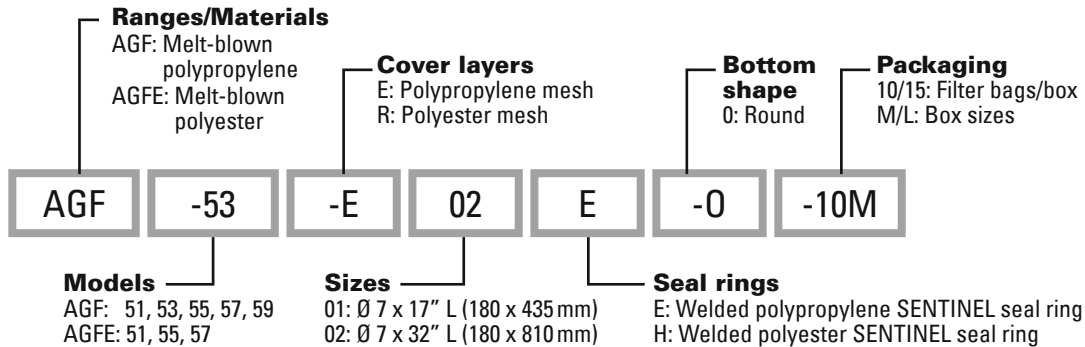 Ranges/Materials
AGF: Melt-blown
polypropylene
AGFE: Melt-blown
polyester
Cover layers
E: Polypropylene mesh
R: Polyester mesh
Bottom
shape
0: Round
Packaging
10/15: Filter bags/box
M/L: Box sizes
AGF -53 -E 02 E -O -10M
Models
AGF: 51, 53, 55, 57, 59
AGFE: 51, 55, 57
Sizes
01: Ø 7 x 17” L (180 x 435 mm)
02: Ø 7 x 32” L (180 x 810 mm)
Seal rings
E: Welded polypropylene SENTINEL seal ring
H: Welded polyester SENTINEL seal ring